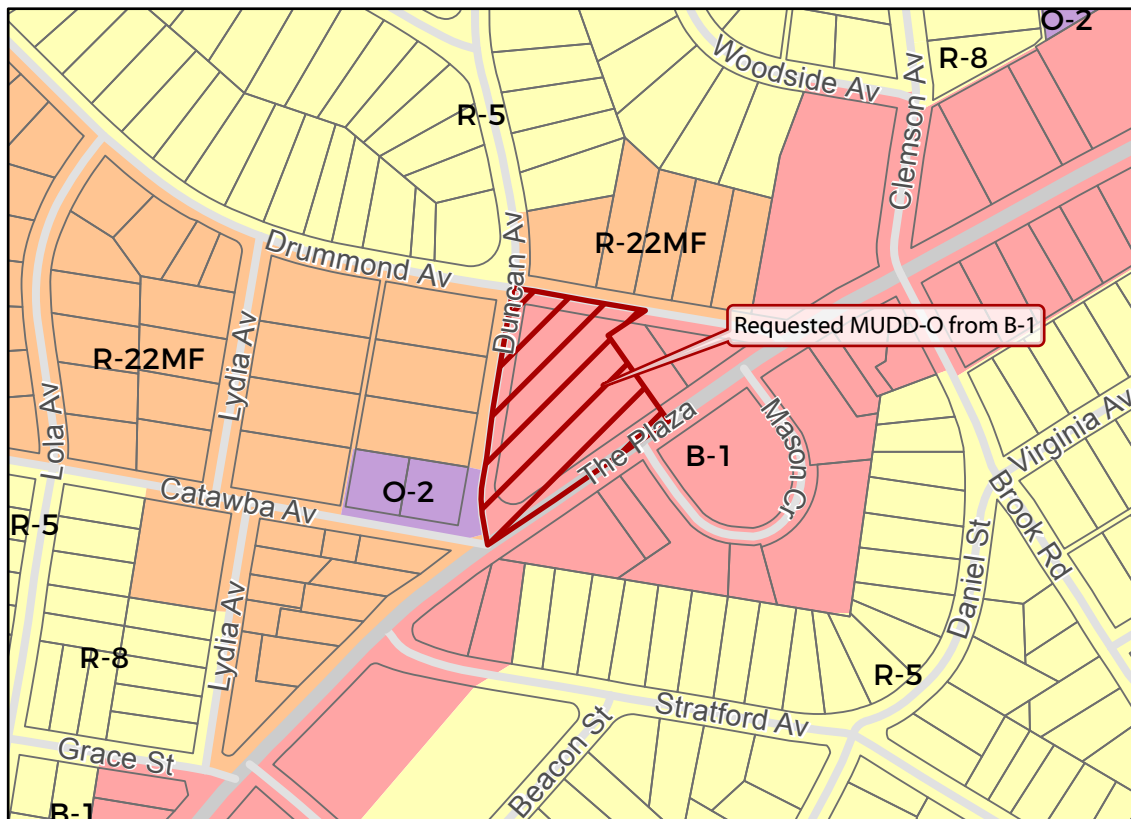 O-2
R-8
Woodside Av
Clemson Av
R-5
Duncan Av
Drummond Av
R-22MF
Requested MUDD-O from B-1
R-22MF
Lydia Av
Lola Av
The Plaza
Mason Cr
B-1
Virginia Av
Brook Rd
Daniel St
O-2
Catawba Av
R-5
Lydia Av
R-8
R-5
Stratford Av
Beacon St
Grace St
B-1